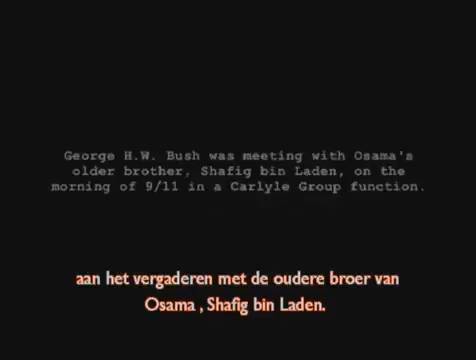 George H.W. Bush was meeting with Osama's
older brother, Shafig bin Laden, on the
morning of 9/11 in a Carlyle Group function.
aan het vergaderen met de oudere broer van
Osama , Shafig bin Laden.